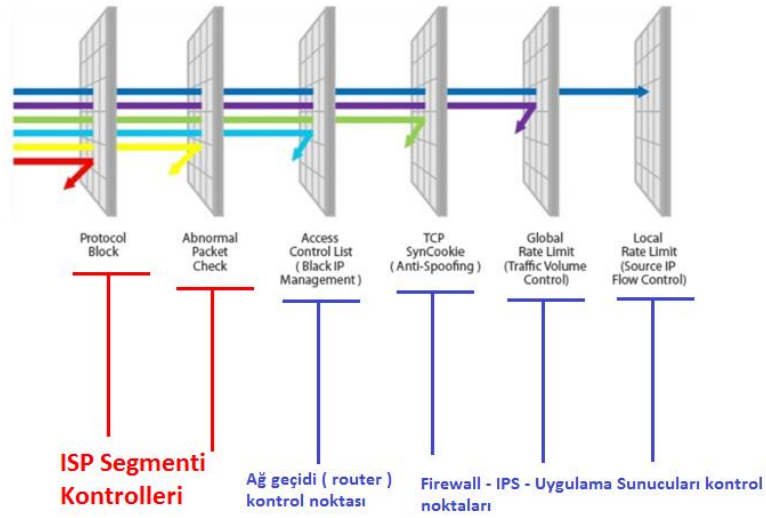 Protocol
Block
Abnormal
Packet
Check
Access
Control List
( Black IP
Management )
TCP
SynCookie
( Anti-Spoofing )
Global
Rate Limit
(Traffic Volume
Control)
Local
Rate Limit
(Source IP
Flow Control)
ISP Segmenti
Kontrolleri
Ağ geçidi ( router )
kontrol noktası
Firewall - IPS - Uygulama Sunucuları kontrol
noktaları